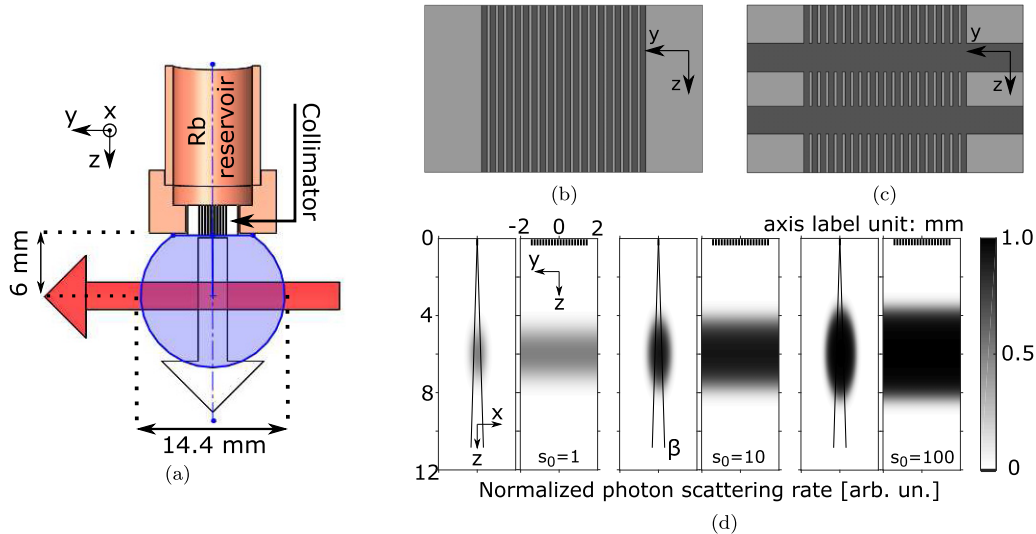 y
x
z
Rb
reservoir
Collimator
6 mm
14.4 mm
(a)
y
z
(b)
y
z
(c)
axis label unit: mm
-2 0 2
0
4
8
12
y
z
x
z
β
s0=1
s0=10
s0=100
1.0
0.5
0
Normalized photon scattering rate [arb. un.]
(d)